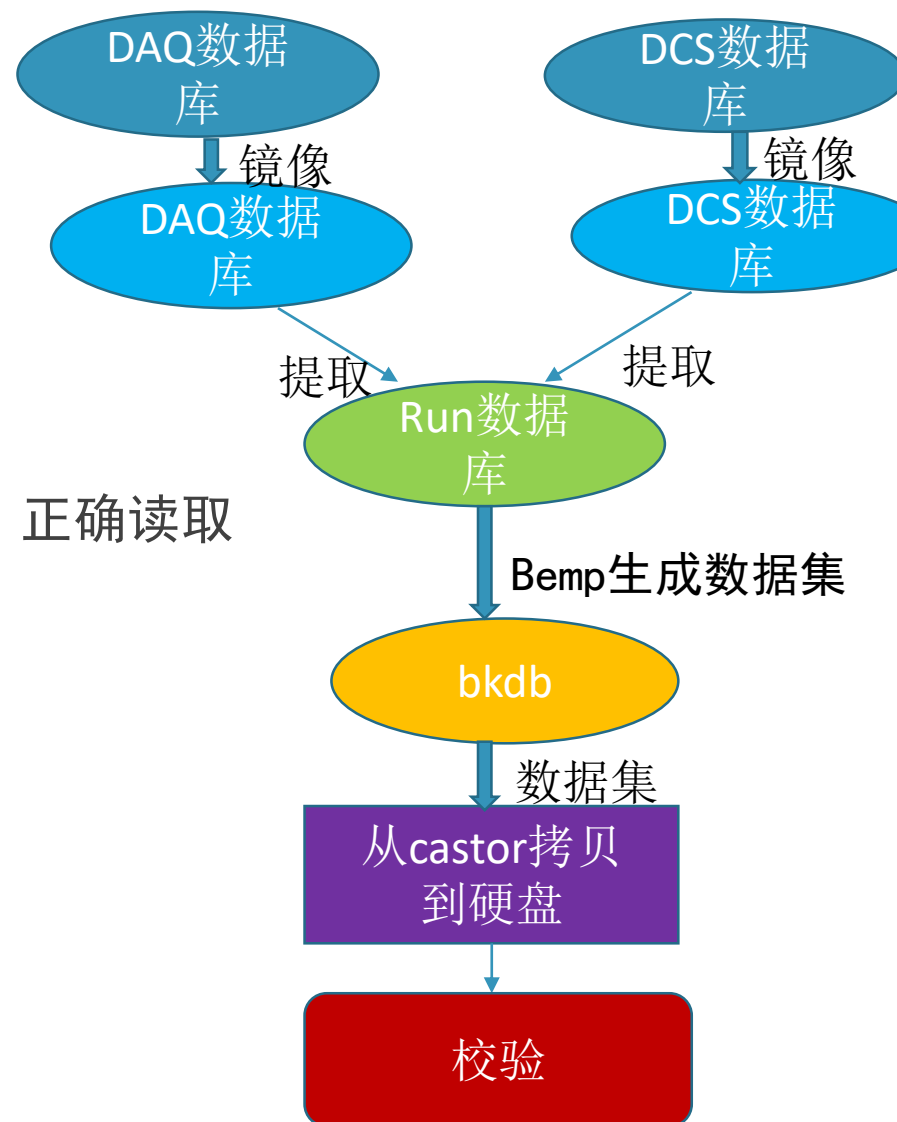 DAQ数据
库
DCS数据
库
镜像
镜像
DAQ数据
库
DCS数据
库
提取
提取
Run数据
库
正确读取
Bemp生成数据集
bkdb
数据集
从castor拷贝
到硬盘
校验